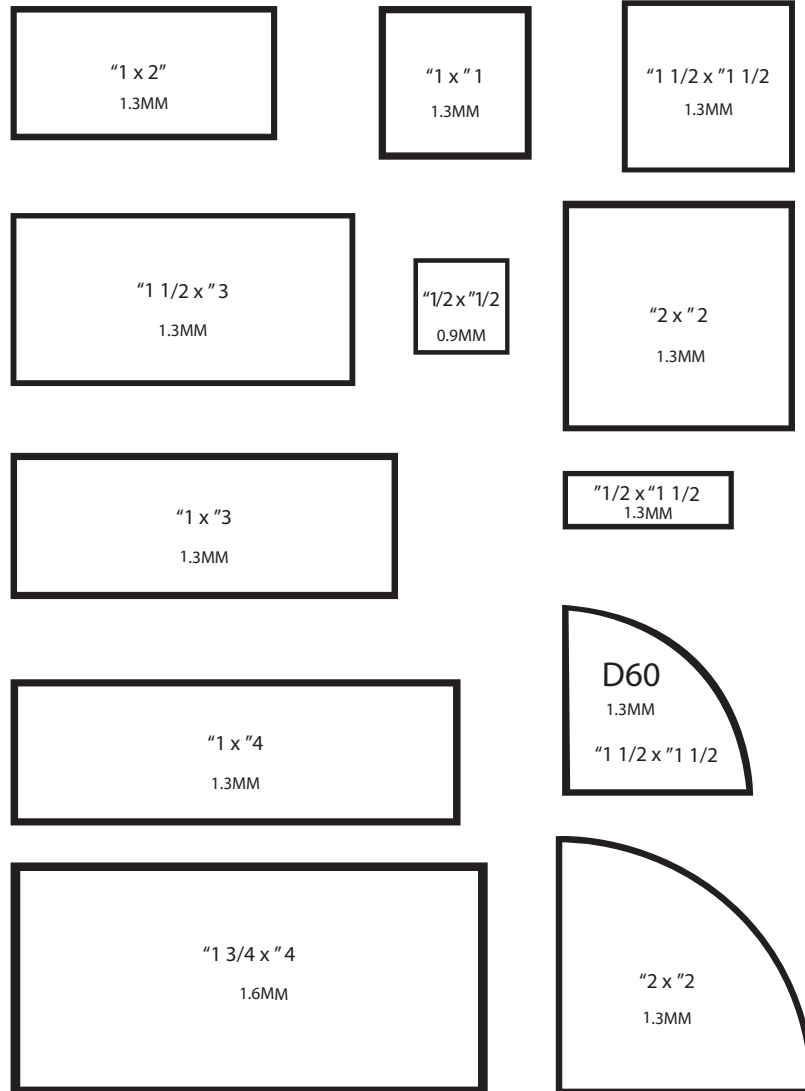 “1 x 2”
1.3MM
“1 x ” 1
1.3MM
“1 1/2 x ”1 1/2
1.3MM
“1 1/2 x ” 3
1.3MM
“1/2 x ”1/2
0.9MM
“2 x ” 2
1.3MM
“1 x ”3
1.3MM
”1/2 x “1 1/2
1.3MM
D60
1.3MM
“1 1/2 x ”1 1/2
“1 x ”4
1.3MM
“1 3/4 x ” 4
1.6MM
“2 x ”2
1.3MM